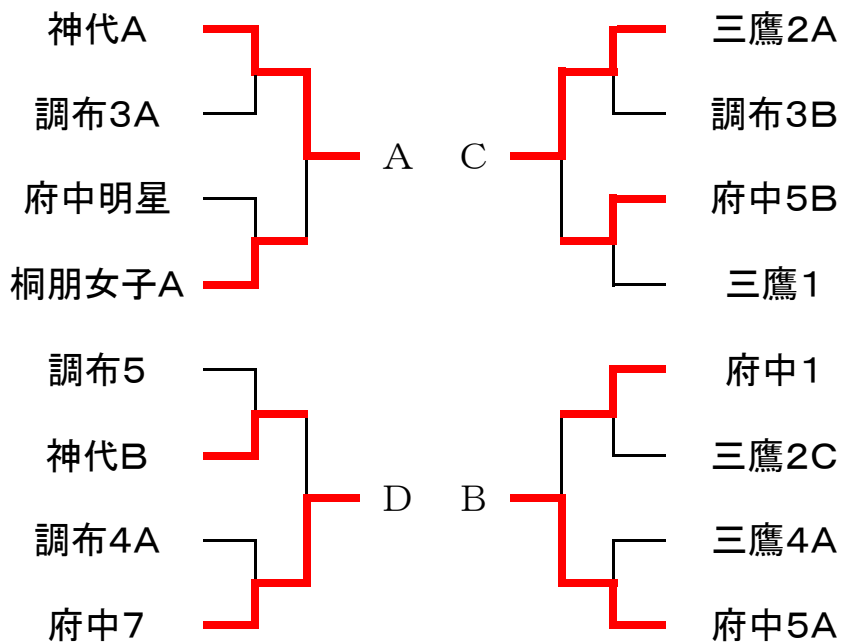 神代A
調布3A
府中明星
桐朋女子A
調布5
神代B
調布4A
府中7
A
D
C
B
三鷹2A
調布3B
府中5B
三鷹1
府中1
三鷹2C
三鷹4A
府中5A